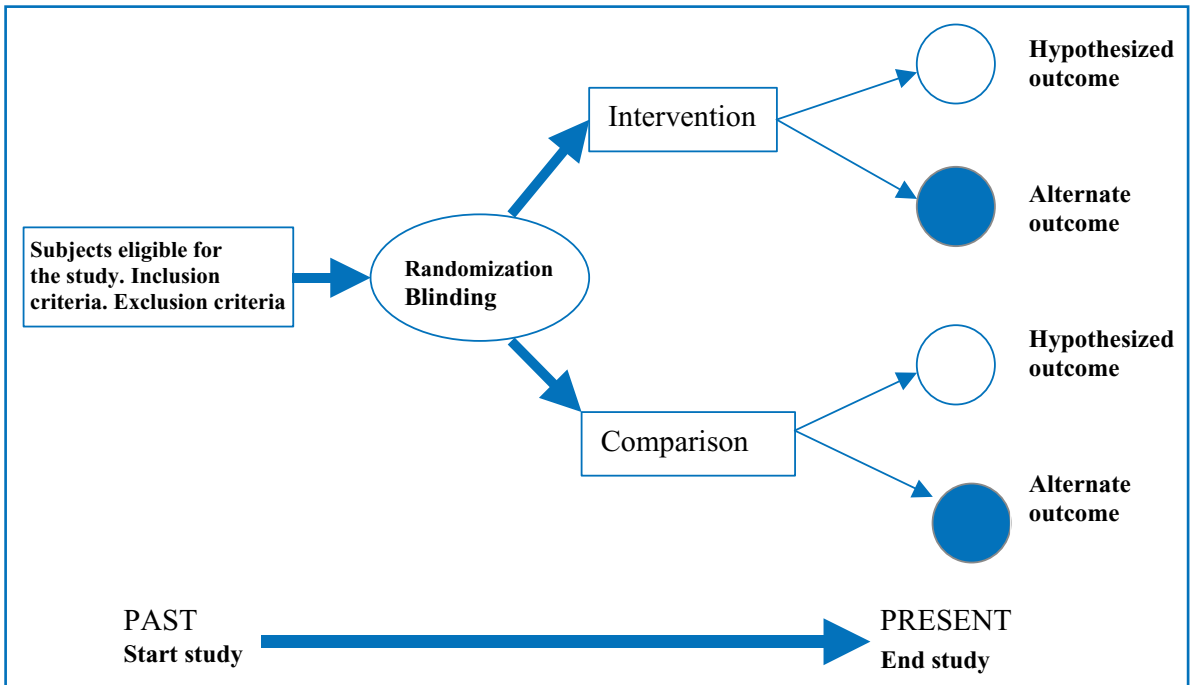 Hypothesized
outcome
Intervention
Alternate
outcome
Subjects eligible for
the study. Inclusion
criteria. Exclusion criteria
Randomization
Blinding
Hypothesized
outcome
Comparison
Alternate
outcome
PAST
Start study
PRESENT
End study